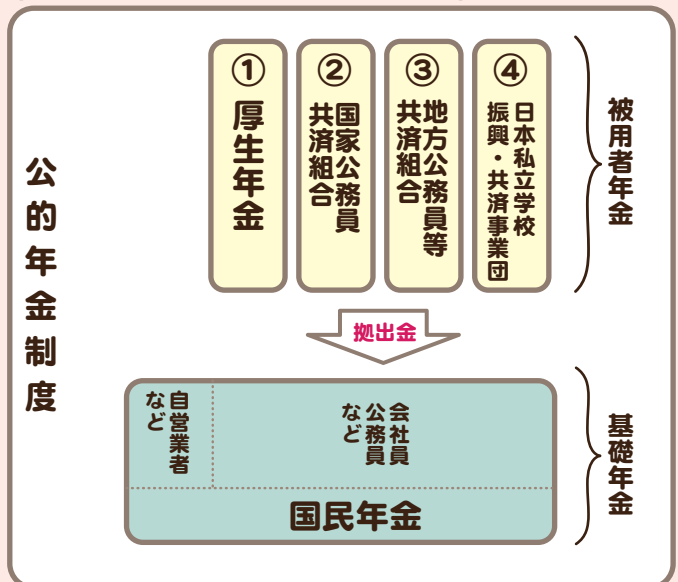 公的年金制度
①
厚生年金
②
国家公務員
共済組合
③
地方公務員等
共済組合
④
日本私立学校
振興・共済事業団
被用者年金
拠出金
自営業者
など
会社員
公務員
など
国民年金
基礎年金